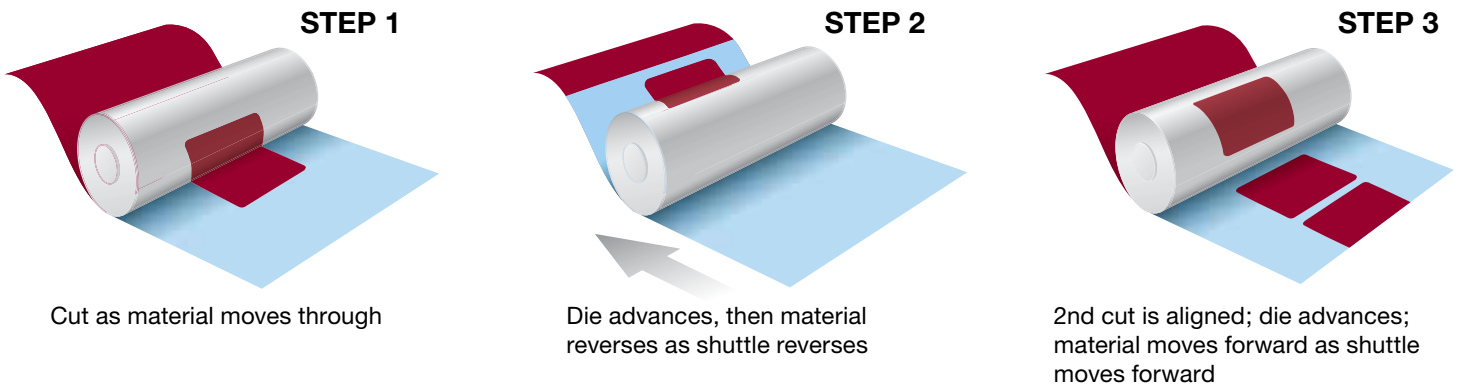 STEP 1
Cut as material moves through
STEP 2
Die advances, then material
reverses as shuttle reverses
STEP 3
2nd cut is aligned; die advances;
material moves forward as shuttle
moves forward